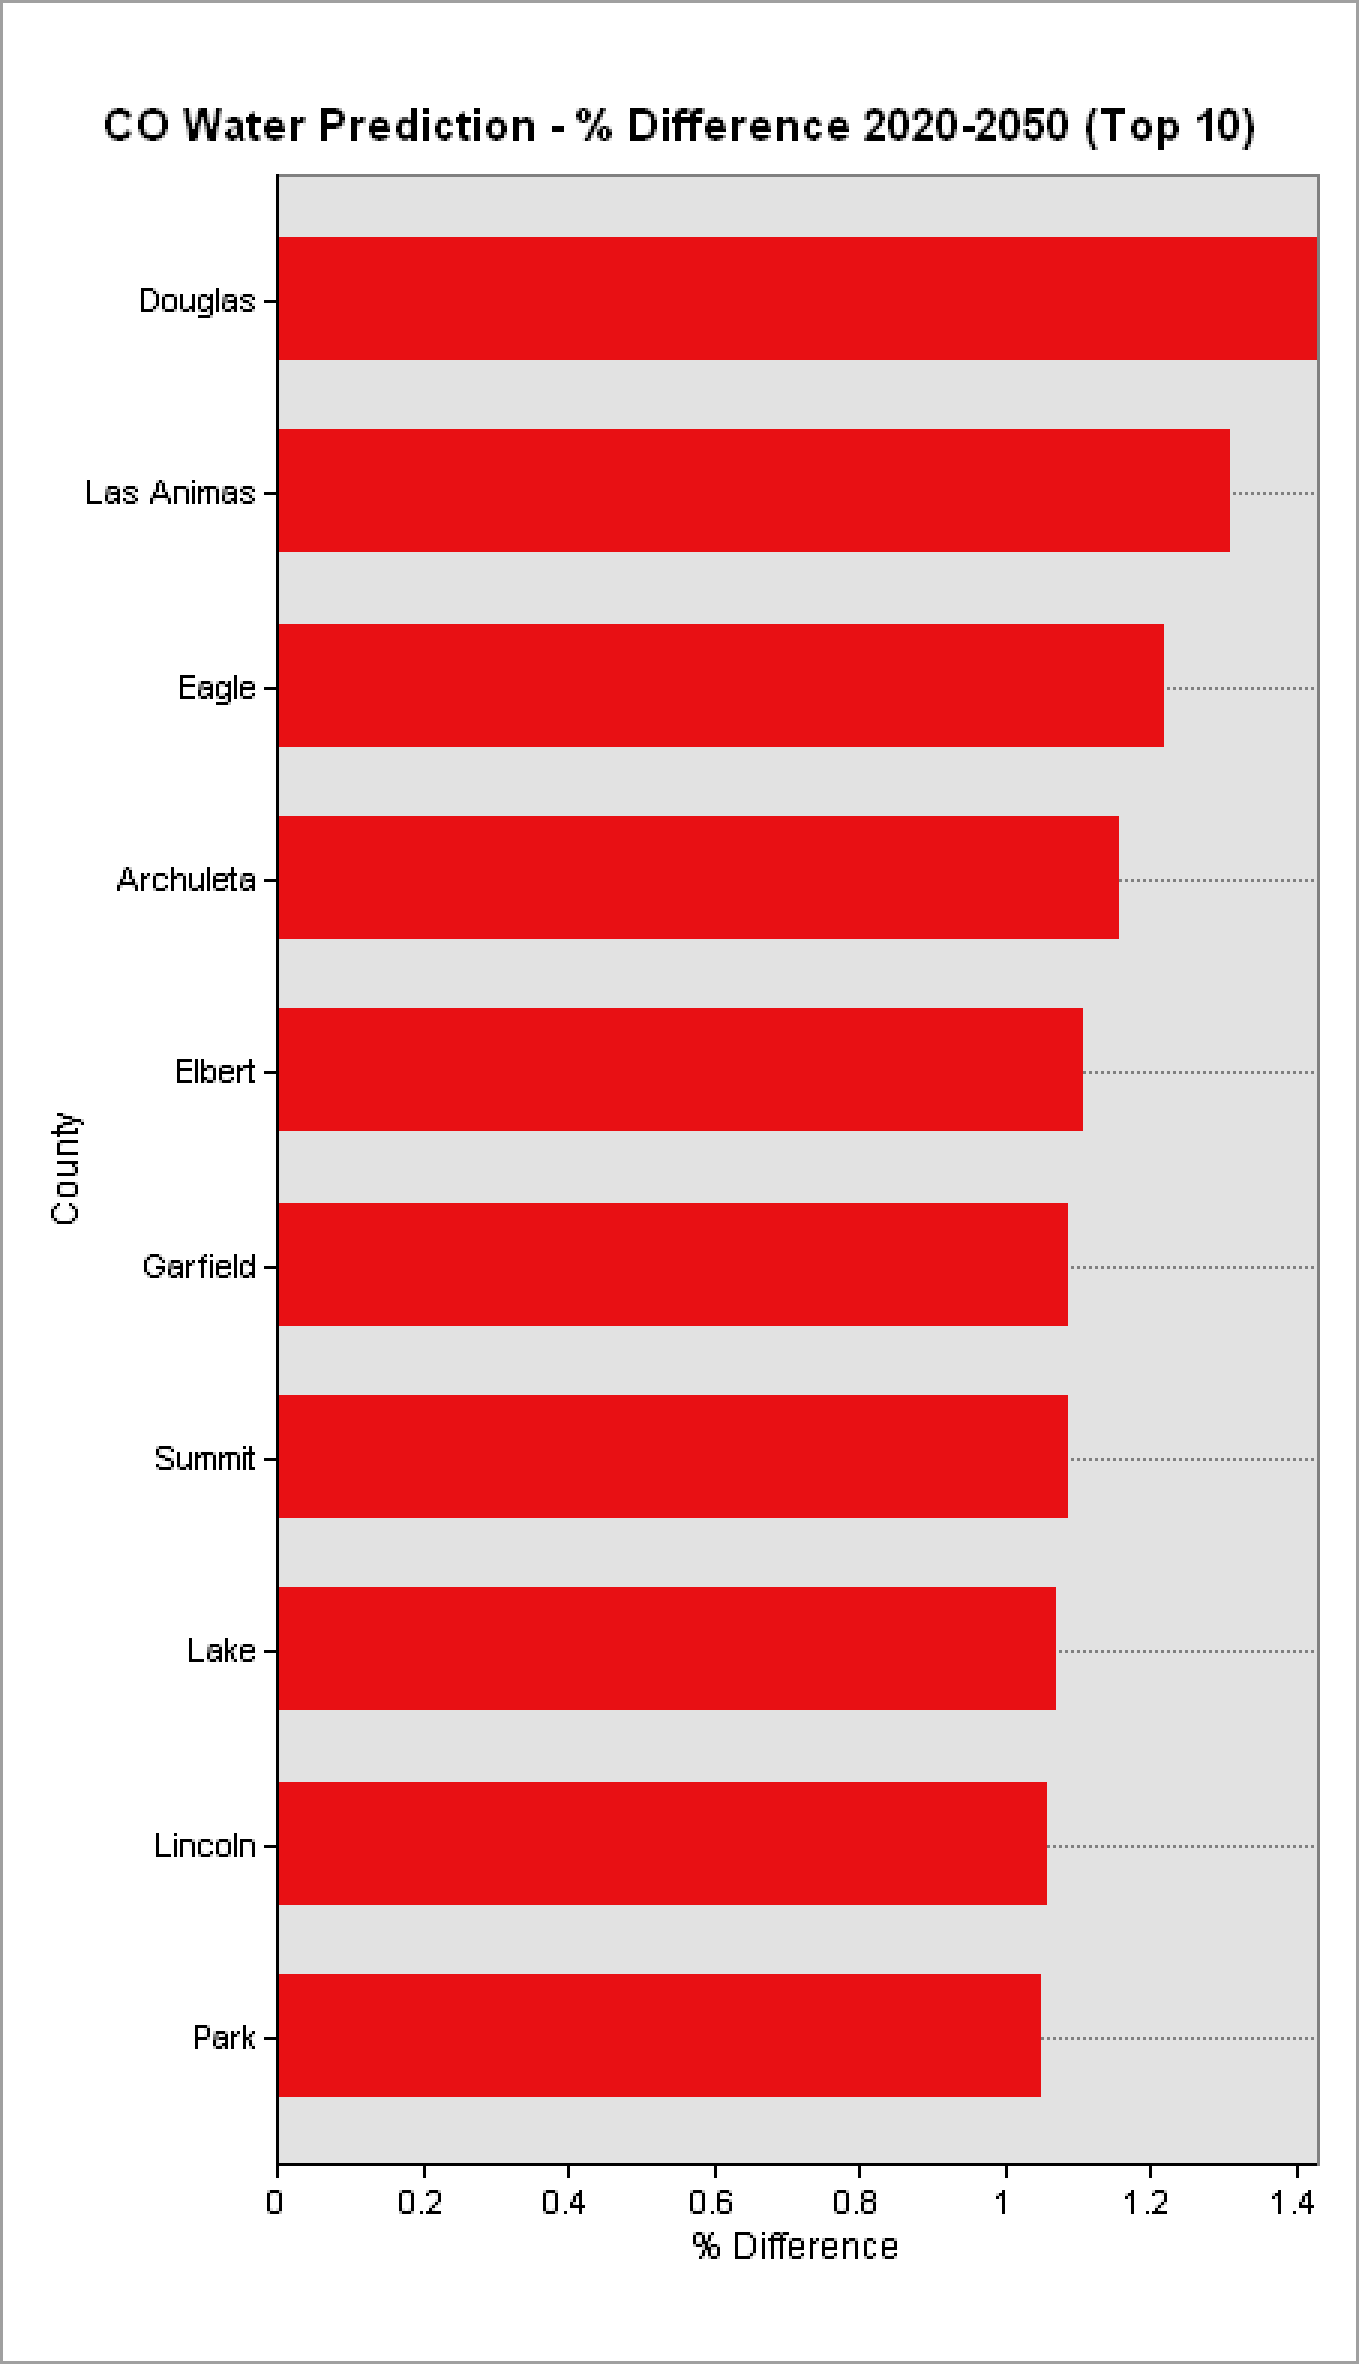 CO Water Prediction - % Difference 2020-2050 (Top 10)
Douglas
Las Animas
Eagle
Archuleta
Elbert
Garfield
Summit
Lake
Lincoln
Park
County
0 0.2 0.4 0.6 0.8 1 1.2 1.4
% Difference